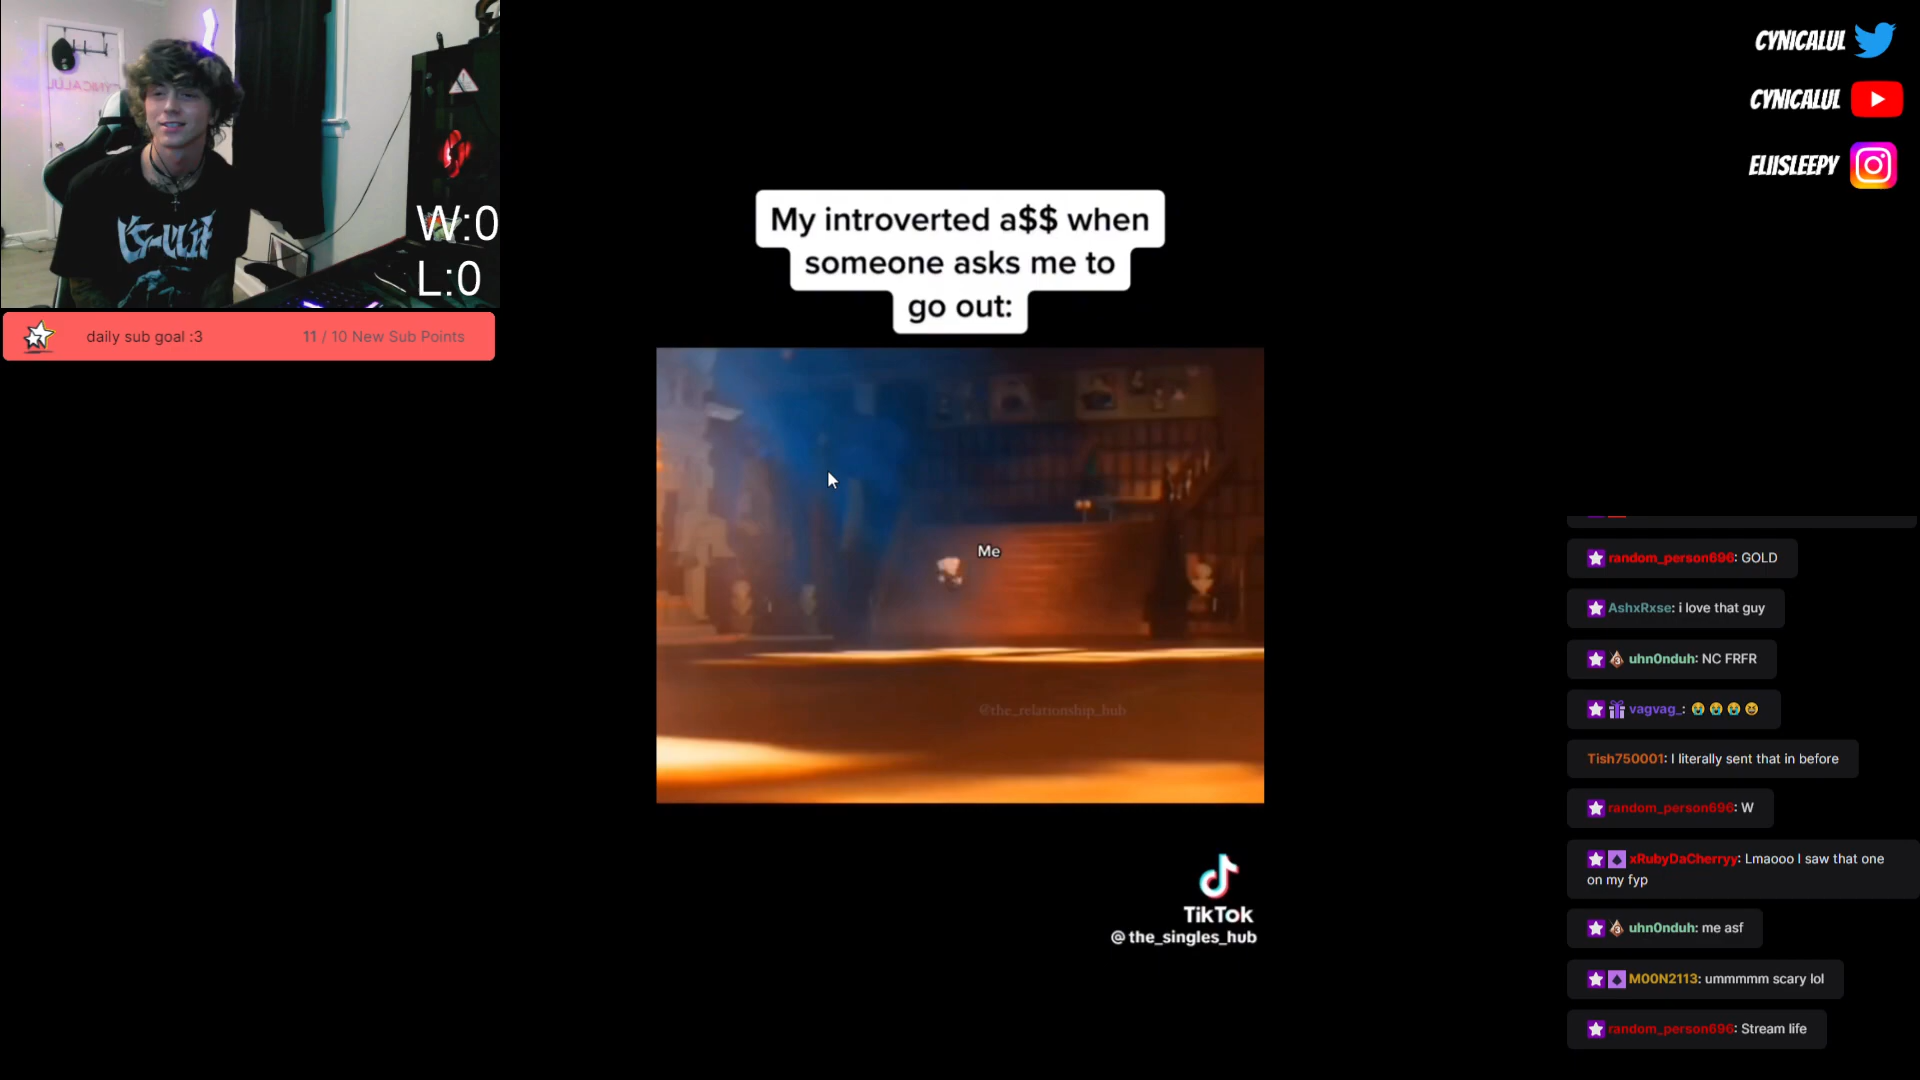 CYNICALUL
CYNICALUL
ELIISLEEPY
W:0
L:0
daily sub goal :3
11 / 10 New Sub Points
My introverted a$$ when
someone asks me to
go out:
Me
@the_relationship_hub
TikTok
@the_singles_hub
random_person696: GOLD
AshxRxse: i love that guy
uhn0nduh: NC FRFR
vagvag_: 😭 😭 😭 😆
Tish750001: I literally sent that in before
random_person696: W
xRubyDaCherryy: Lmaooo I saw that one
on my fyp
uhn0nduh: me asf
M00N2113: ummmmm scary lol
random_person696: Stream life